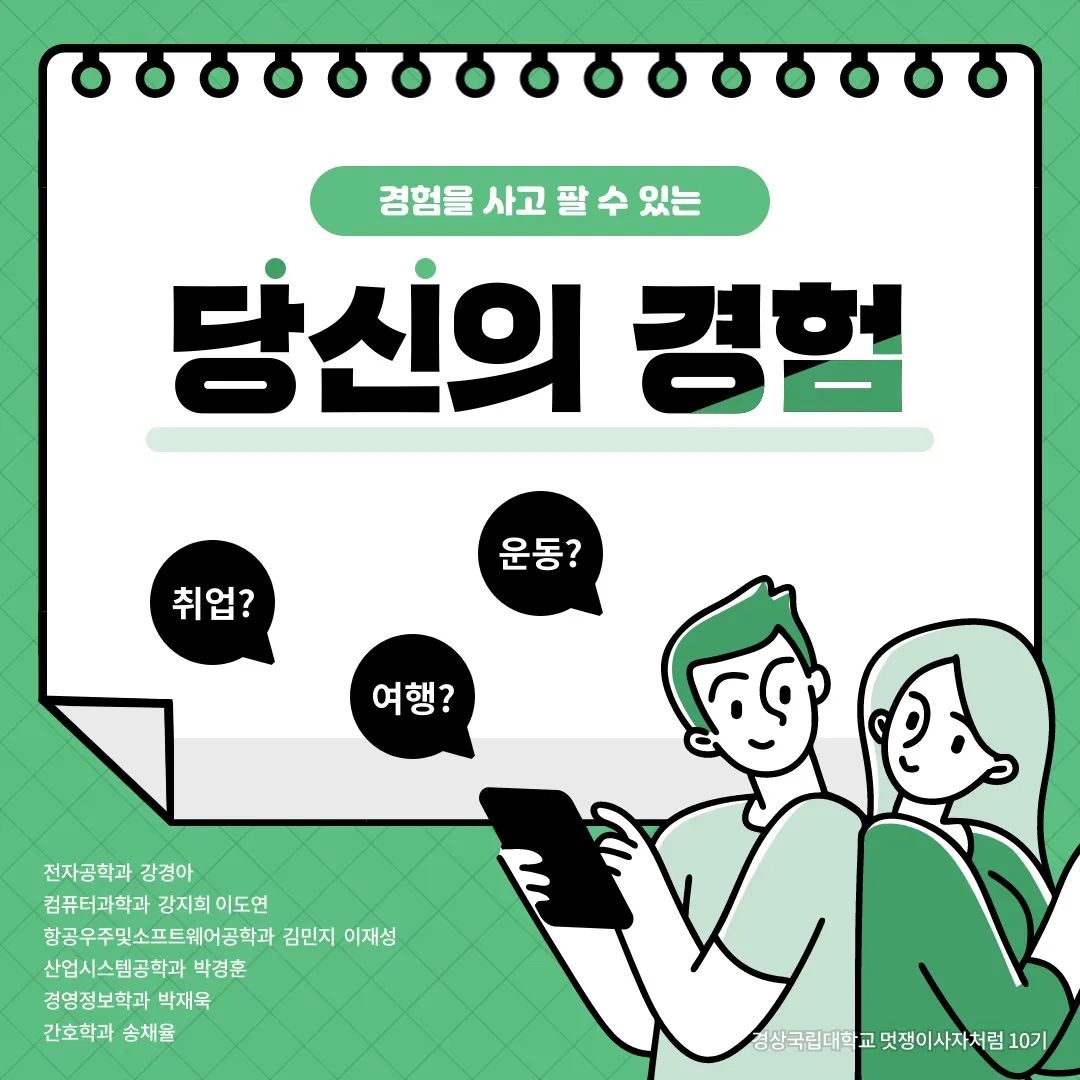 경험을 사고 팔 수 있는
당신의 경험
운동?
취업?
여행?
전자공학과 강경아
컴퓨터과학과 강지희 이도연
항공우주및소프트웨어공학과 김민지 이재성
산업시스템공학과 박경훈
경영정보학과 박재욱
간호학과 송채율
경상국립대학교 멋쟁이사자처럼 10기